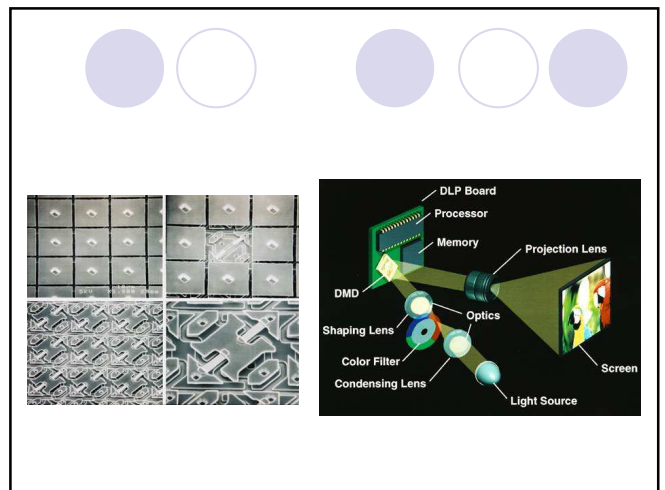 DLP Board
Processor
Memory
Projection Lens
DMD
Optics
Shaping Lens
Color Filter
Screen
Condensing Lens
Light Source